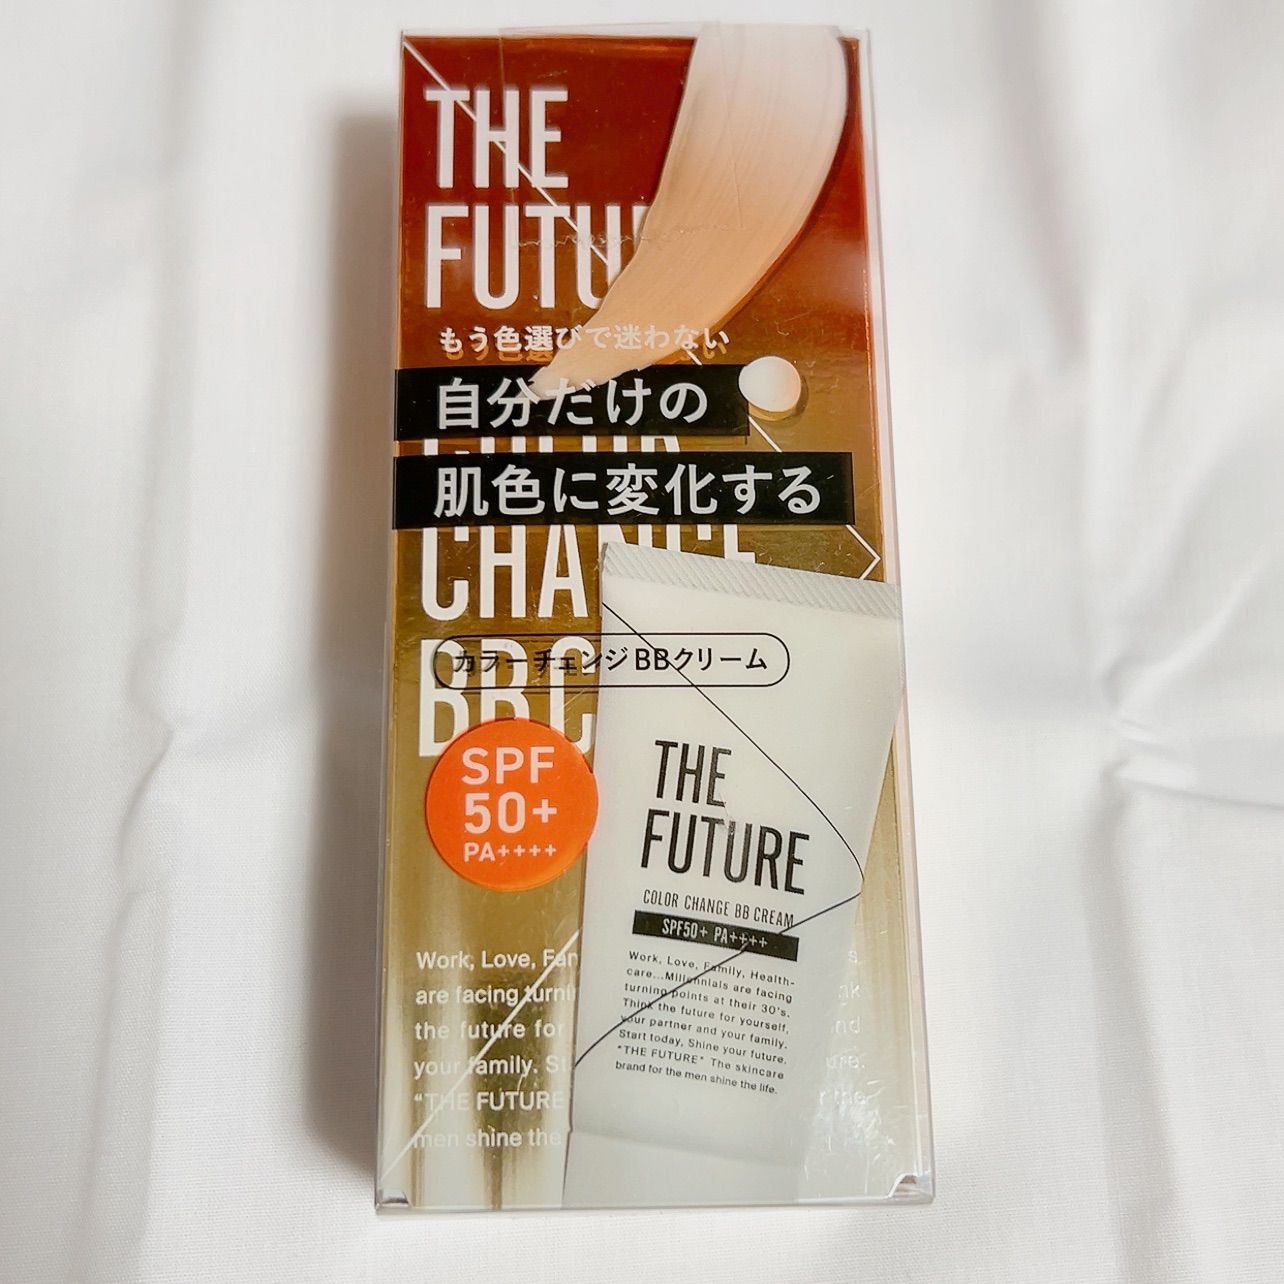 THE
FUTU
もう色選びで迷わない
自分だけの
肌色に変化する
CHANGE
カラーチェンジBBクリーム
BBC
SPF
50+
PA++++
THE
FUTURE
COLOR CHANGE BB CREAM
SPF50+ PA++++
Work, Love, Family, Health-
care...Millennials are facing
turning points at their 30's.
Think the future for yourself,
your partner and your family.
Start today, Shine your future.
"THE FUTURE" The skincare
brand for the men shine the life.
Work, Love, Fam
are facing turni
the future for
your family. St
"THE FUTURE
men shine the